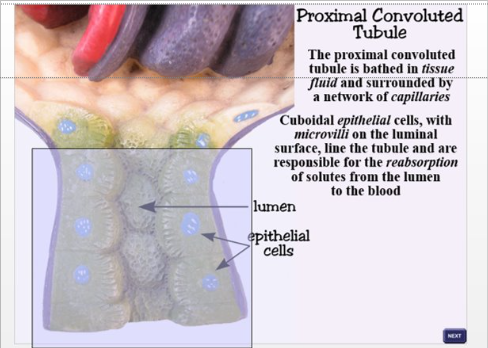 Proximal Convoluted
Tubule
The proximal convoluted
tubule is bathed in tissue
fluid and surrounded by
a network of capillaries
Cuboidal epithelial cells, with
microvilli on the luminal
surface, line the tubule and are
responsible for the reabsorption
of solutes from the lumen
to the blood
lumen
epithelial
cells
NEXT